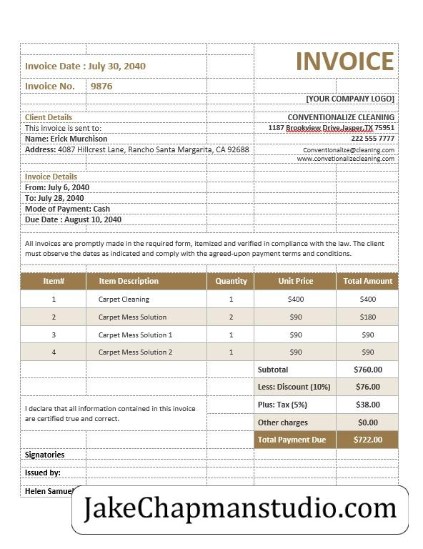 INVOICE
Invoice Date : July 30, 2040
Invoice No. 9876
[YOUR COMPANY LOGO]
Client Details CONVENTIONALIZE CLEANING
This invoice is sent to: 1187 Brookview Drive Jasper,TX 75951
Name: Erick Murchison 222 555 7777
Address: 4087 Hillcrest Lane, Rancho Santa Margarita, CA 92688 Conventionalize@cleaning.com
www.convetionalizecleaning.com
Invoice Details
From: July 6, 2040
To: July 28, 2040
Mode of Payment: Cash
Due Date : August 10, 2040
All invoices are promptly made in the required form, itemized and verified in compliance with the law. The client
must observe the dates as indicated and comply with the agreed-upon payment terms and conditions.
Item# Item Description Quantity Unit Price Total Amount
1 Carpet Cleaning 1 $400 $400
2 Carpet Mess Solution 2 $90 $180
3 Carpet Mess Solution 1 1 $90 $90
4 Carpet Mess Solution 2 1 $90 $90
Subtotal $760.00
Less: Discount (10%) $76.00
Plus: Tax (5%) $38.00
I declare that all information contained in this invoice
are certified true and correct.
Other charges $0.00
Total Payment Due $722.00
Signatories
Issued by:
Helen Samuel
JakeChapmanstudio.com